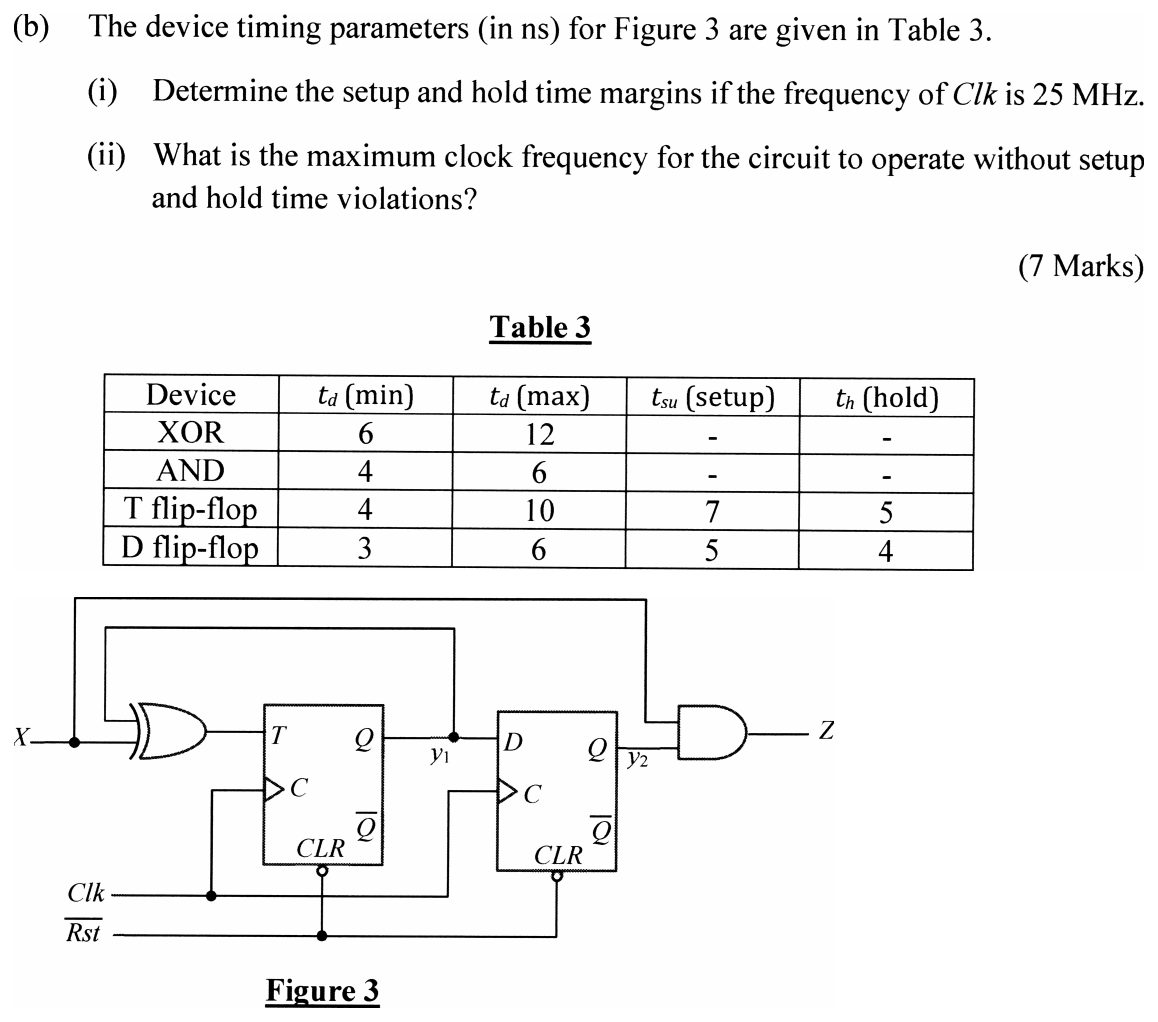 (b) The device timing parameters (in ns) for Figure 3 are given in Table 3.
(i) Determine the setup and hold time margins if the frequency of Clk is 25 MHz.
(ii) What is the maximum clock frequency for the circuit to operate without setup
and hold time violations?
(7 Marks)
Table 3
Device td (min) td (max) tsu (setup) th (hold)
XOR 6 12 - -
AND 4 6 - -
T flip-flop 4 10 7 5
D flip-flop 3 6 5 4
X T Q y1 D Q y2 Z
C C
Q̅ Q̅
CLR CLR
Clk
R̅s̅t̅
Figure 3